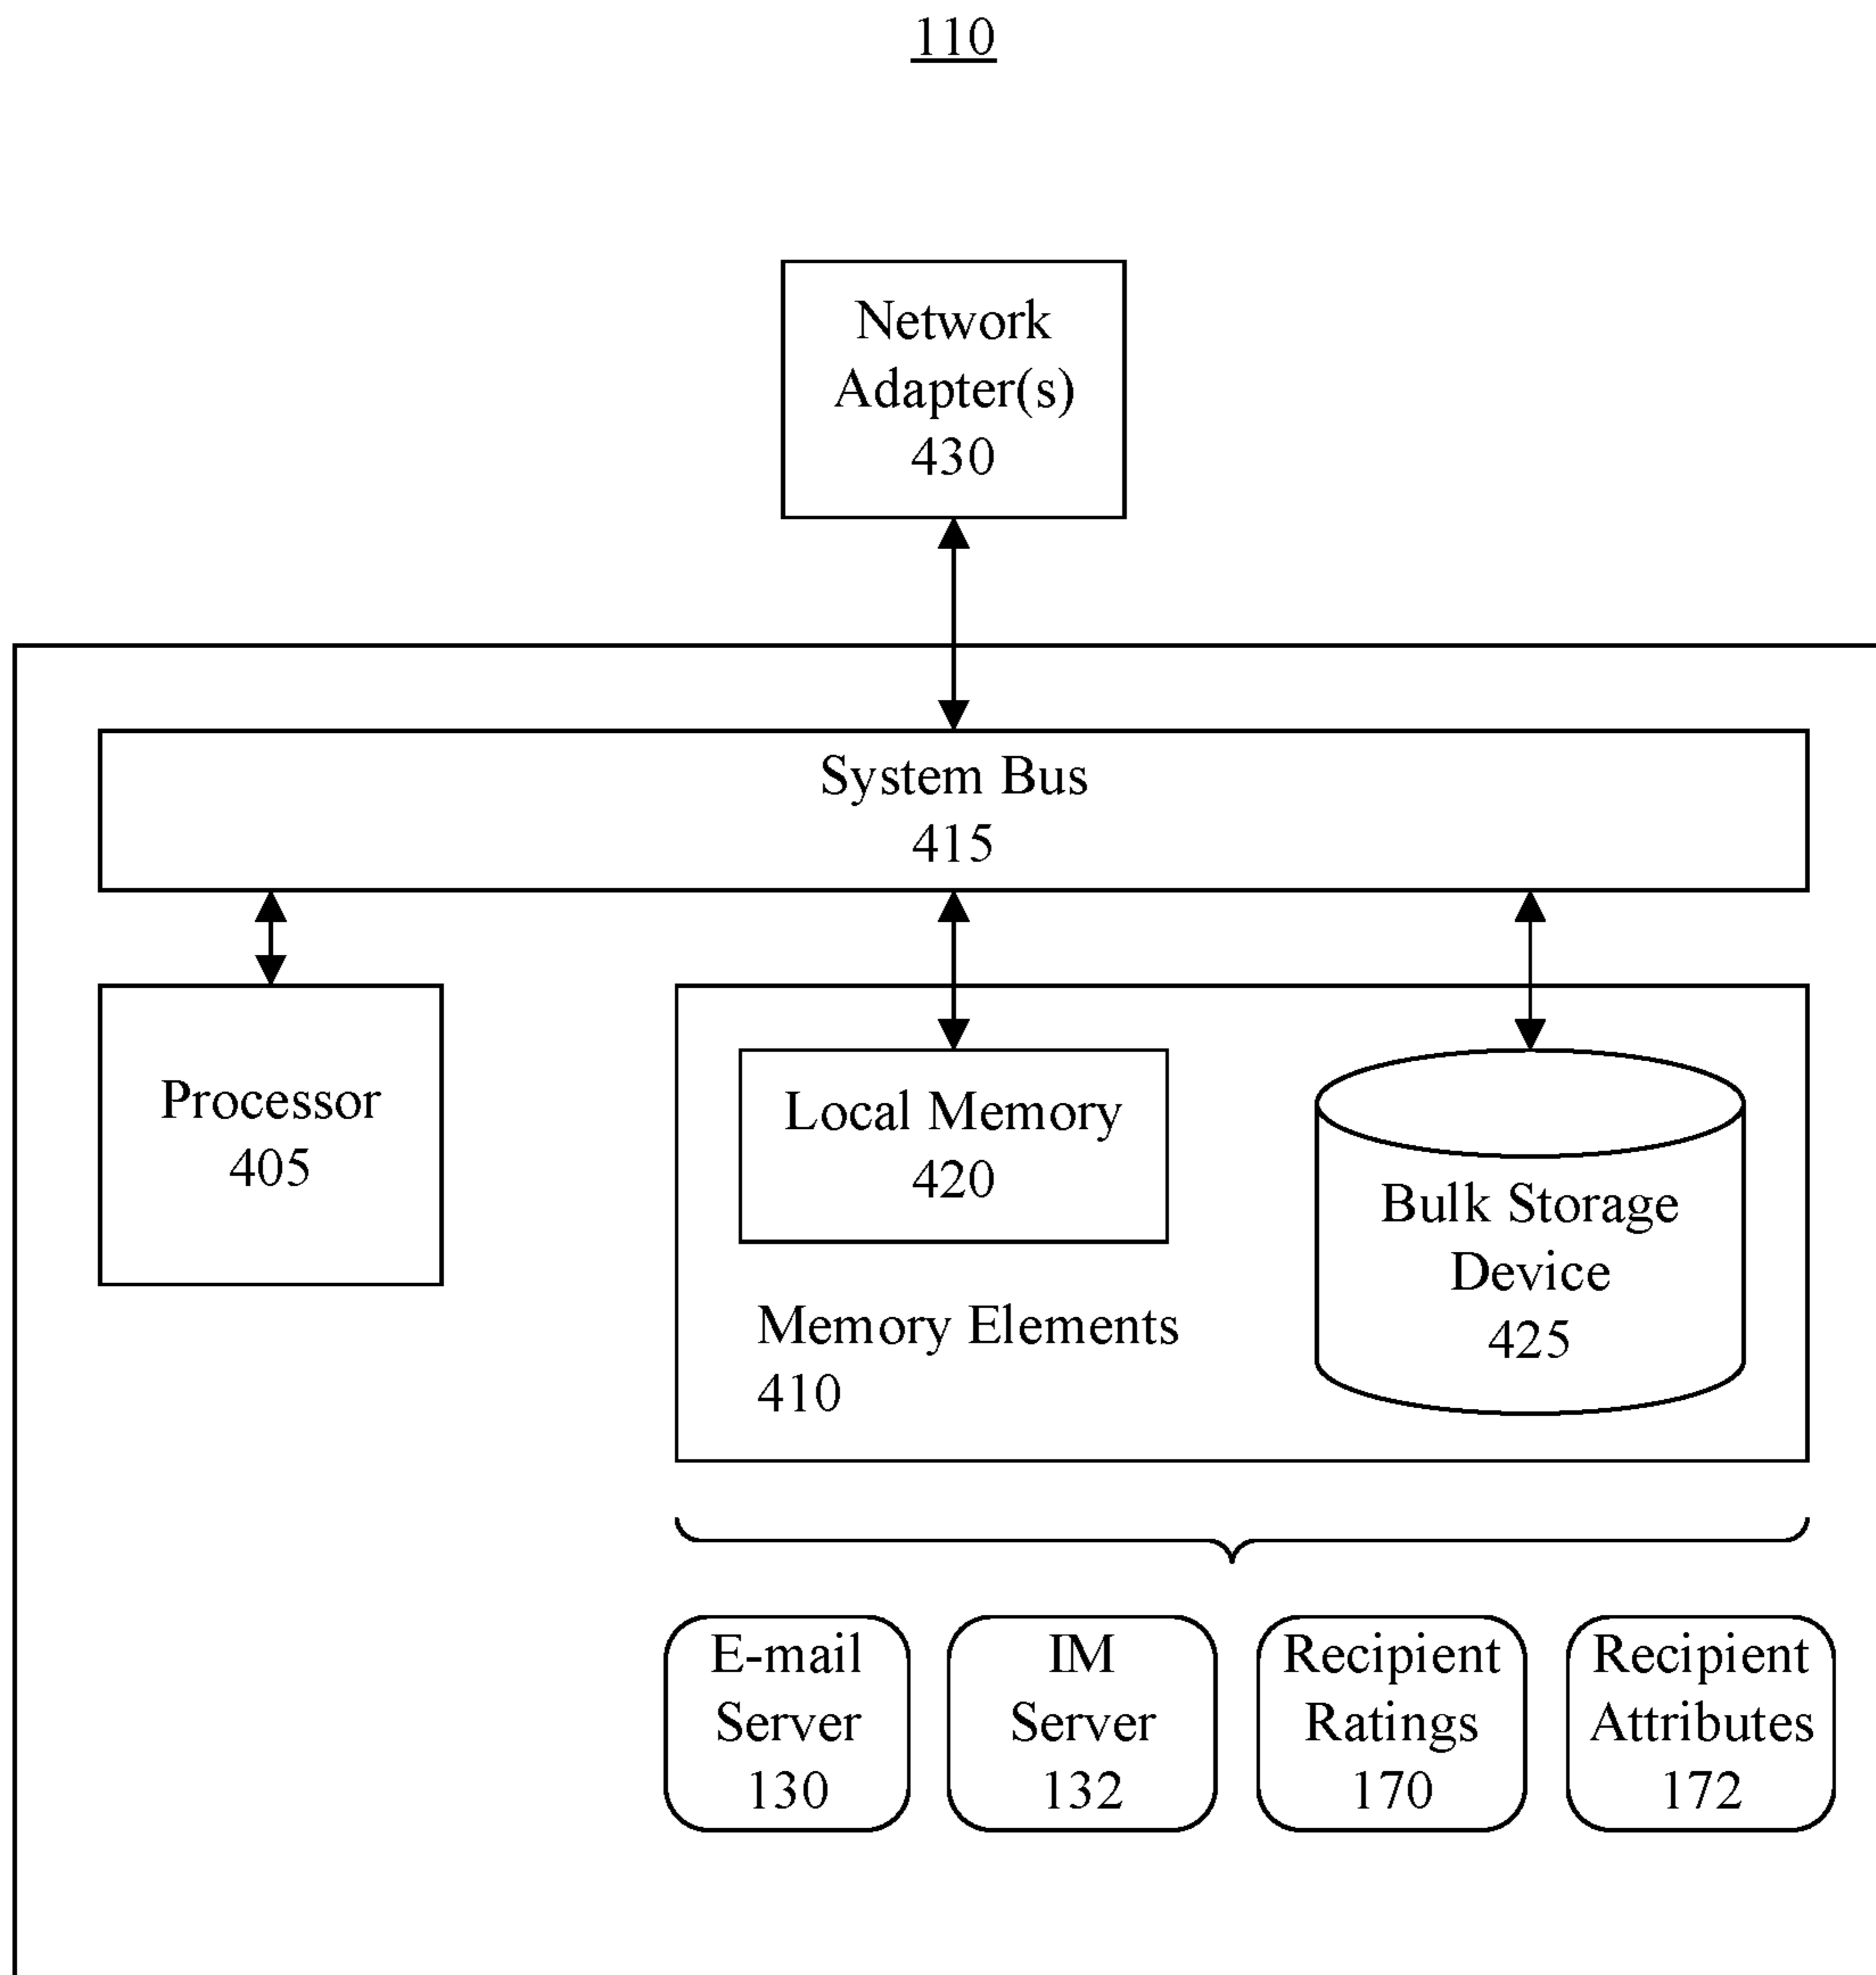 110
Network
Adapter(s)
430
System Bus
415
Processor
405
Local Memory
420
Memory Elements
410
Bulk Storage
Device
425
E-mail
Server
130
IM
Server
132
Recipient
Ratings
170
Recipient
Attributes
172